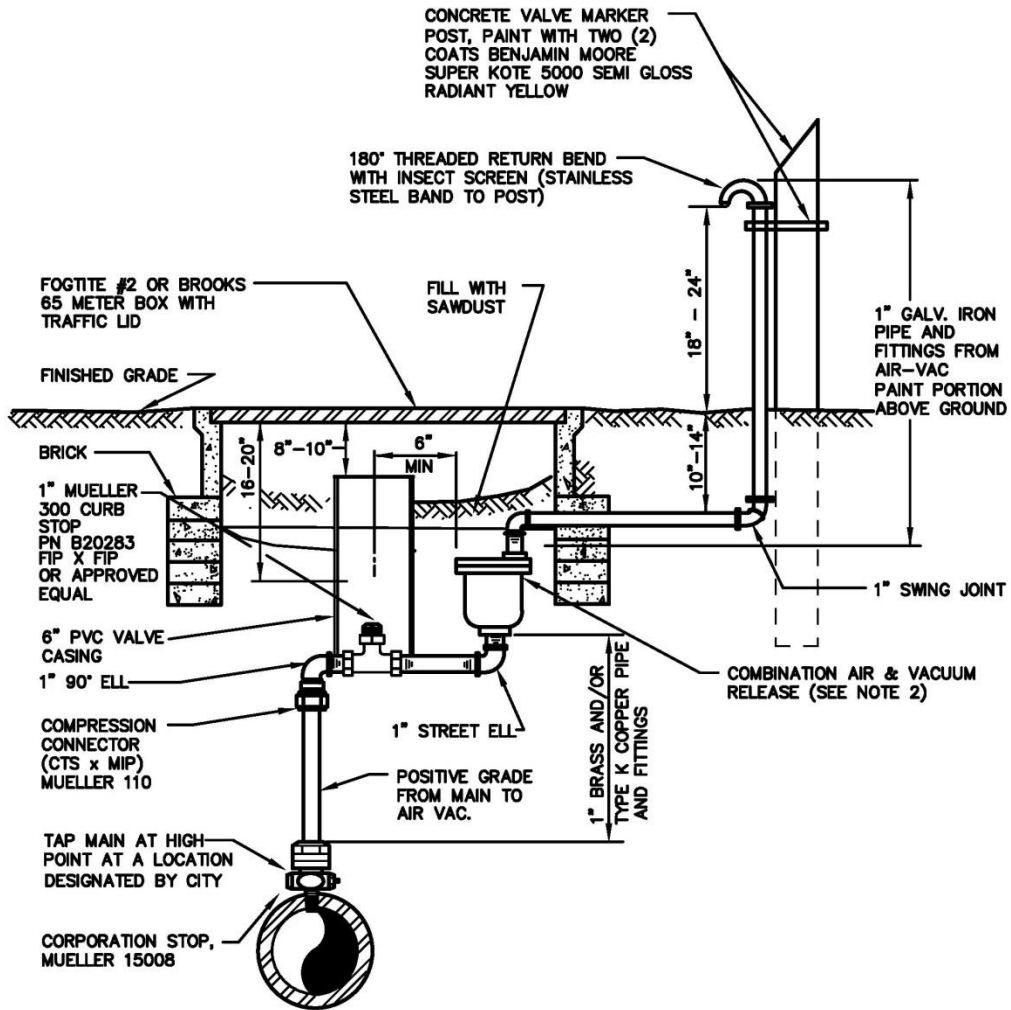 CONCRETE VALVE MARKER
POST, PAINT WITH TWO (2)
COATS BENJAMIN MOORE
SUPER KOTE 5000 SEMI GLOSS
RADIANT YELLOW
180° THREADED RETURN BEND
WITH INSECT SCREEN (STAINLESS
STEEL BAND TO POST)
FOGTITE #2 OR BROOKS
65 METER BOX WITH
TRAFFIC LID
FILL WITH
SAWDUST
18" - 24"
1" GALV. IRON
PIPE AND
FITTINGS FROM
AIR-VAC
PAINT PORTION
ABOVE GROUND
FINISHED GRADE
BRICK
16-20"
8"-10"
6"
MIN
10"-14"
1" MUELLER
300 CURB
STOP
PN B20283
FIP X FIP
OR APPROVED
EQUAL
1" SWING JOINT
6" PVC VALVE
CASING
1" 90° ELL
COMBINATION AIR & VACUUM
RELEASE (SEE NOTE 2)
1" STREET ELL
1" BRASS AND/OR
TYPE K COPPER PIPE
AND FITTINGS
COMPRESSION
CONNECTOR
(CTS x MIP)
MUELLER 110
POSITIVE GRADE
FROM MAIN TO
AIR VAC.
TAP MAIN AT HIGH
POINT AT A LOCATION
DESIGNATED BY CITY
CORPORATION STOP,
MUELLER 15008